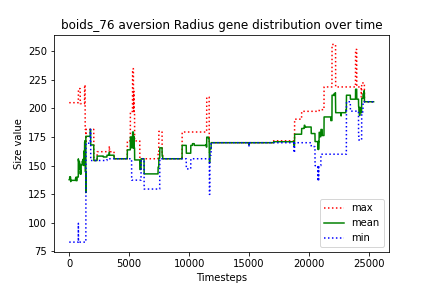 boids_76 aversion Radius gene distribution over time
Size value
250
225
200
175
150
125
100
75
0
5000
10000
15000
20000
25000
Timesteps
max
mean
min